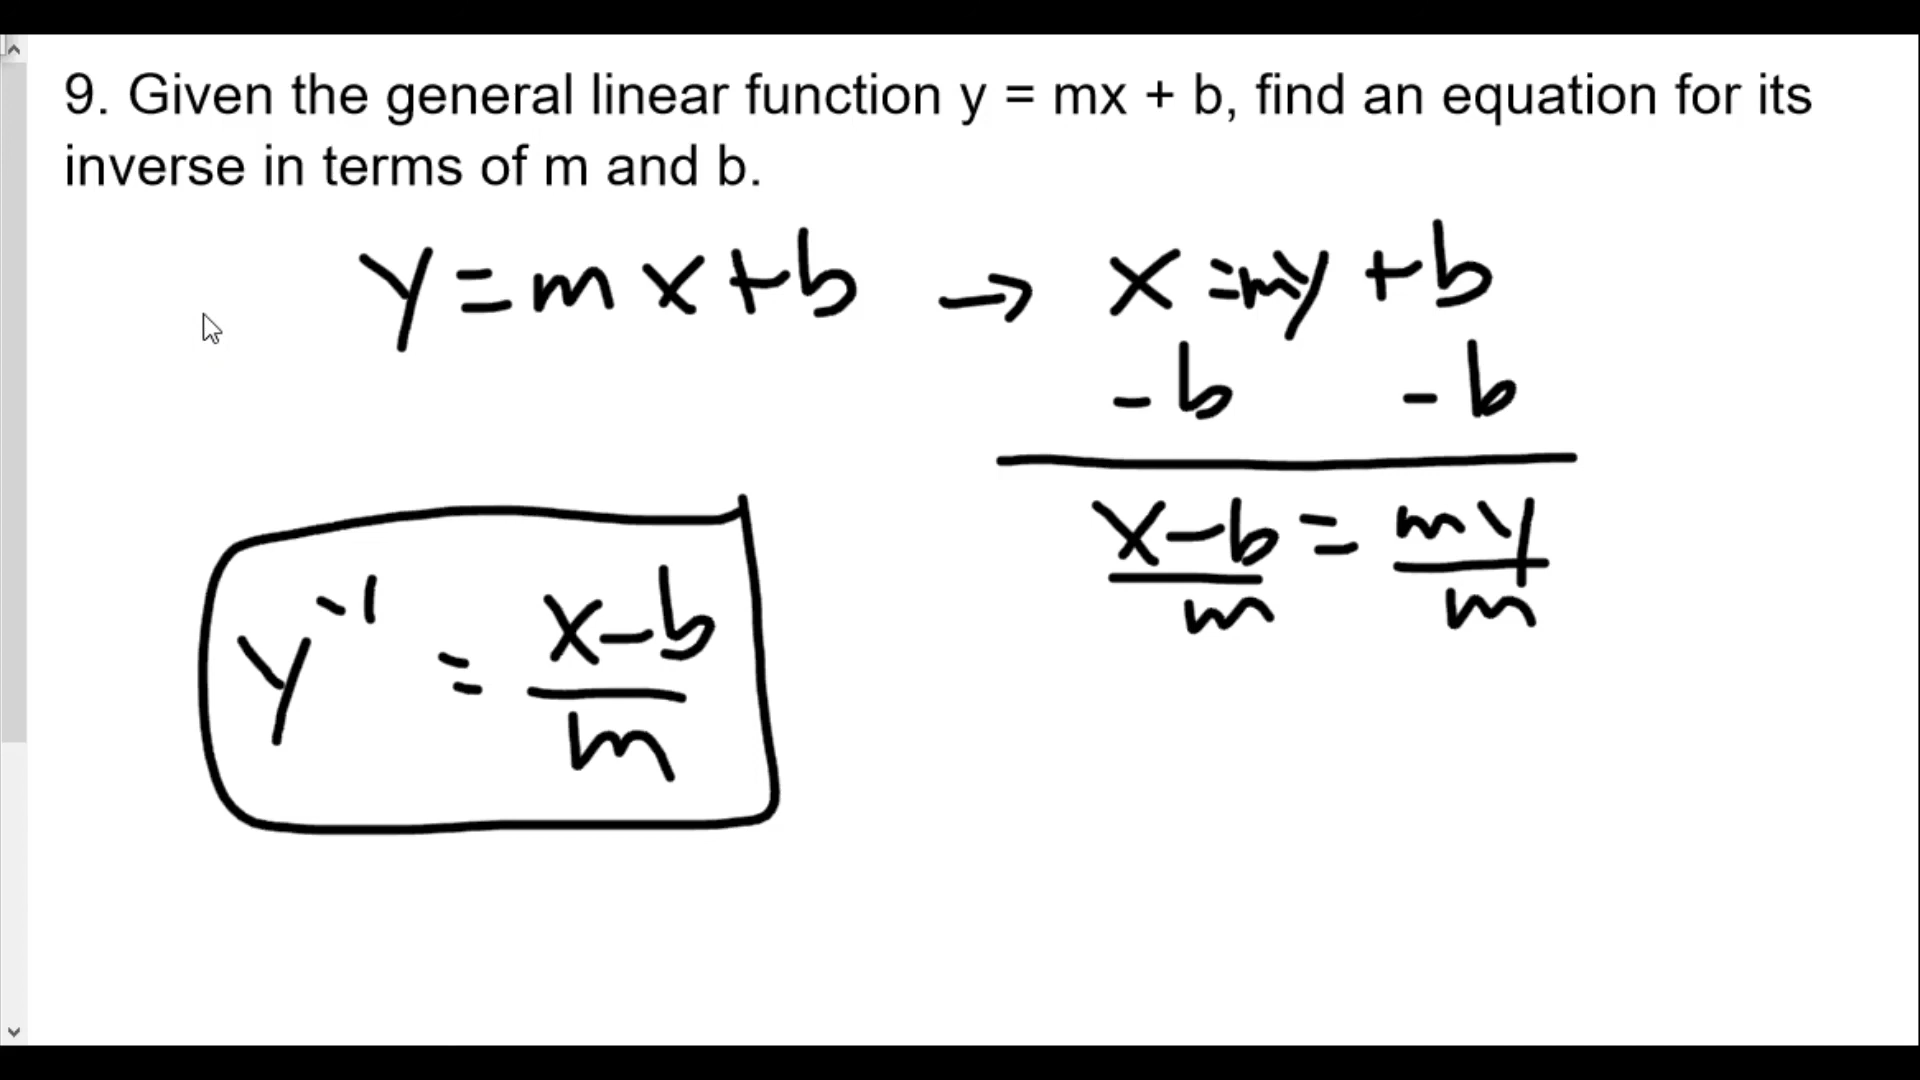 9. Given the general linear function y = mx + b, find an equation for its
inverse in terms of m and b.
y = mx + b → x = my + b
- b - b
x - b = my
m m
y⁻¹ = x - b
m